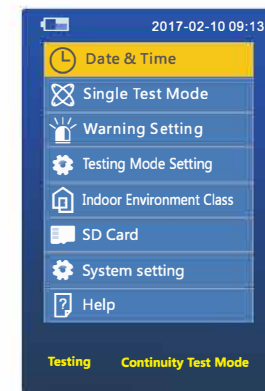 2017-02-10 09:13
Date & Time
Single Test Mode
Warning Setting
Testing Mode Setting
Indoor Environment Class
SD Card
System setting
Help
Testing Continuity Test Mode